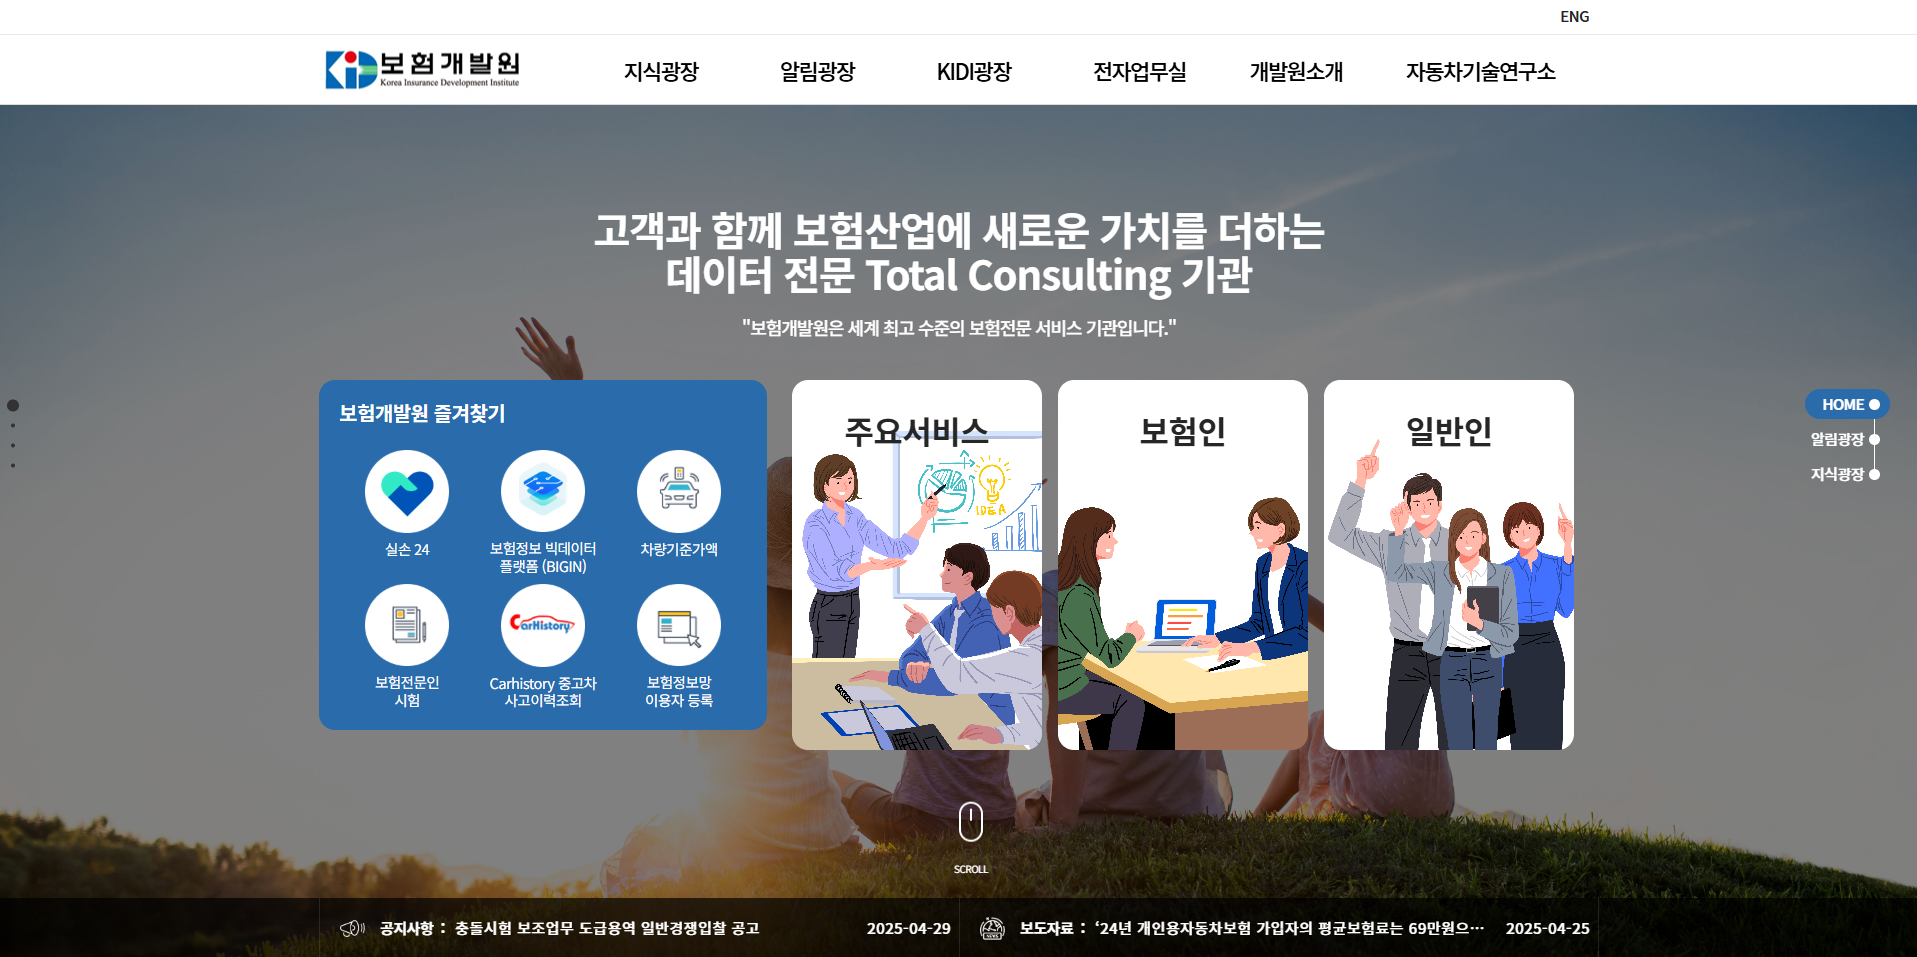 ENG
KiD 보험개발원
Korea Insurance Development Institute
지식광장
알림광장
KIDI광장
전자업무실
개발원소개
자동차기술연구소
고객과 함께 보험산업에 새로운 가치를 더하는
데이터 전문 Total Consulting 기관
"보험개발원은 세계 최고 수준의 보험전문 서비스 기관입니다."
보험개발원 즐겨찾기
실손 24
보험정보 빅데이터
플랫폼 (BIGIN)
차량기준가액
CarHistory
보험전문인
시험
Carhistory 중고차
사고이력조회
보험정보망
이용자 등록
주요서비스
IDEA
보험인
일반인
HOME
알림광장
지식광장
SCROLL
공지사항 : 충돌시험 보조업무 도급용역 일반경쟁입찰 공고 2025-04-29
NEWS
보도자료 : ‘24년 개인용자동차보험 가입자의 평균보험료는 69만원으… 2025-04-25